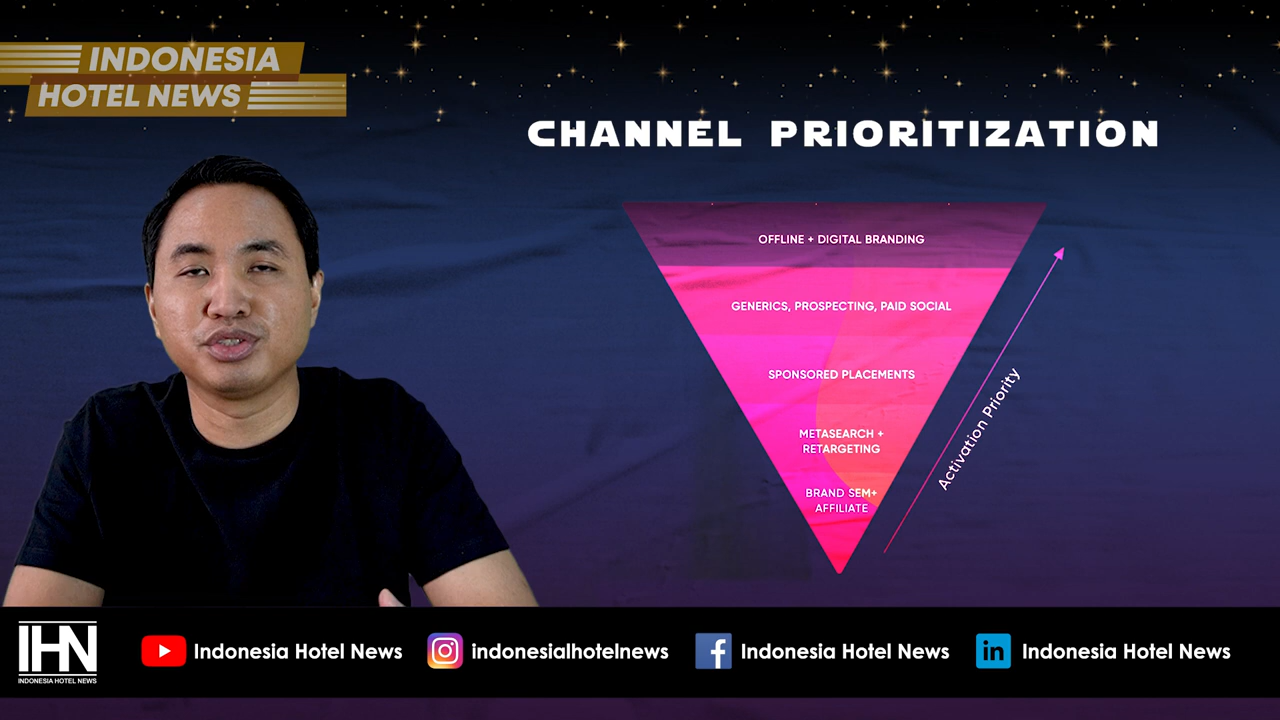 INDONESIA
HOTEL NEWS
CHANNEL PRIORITIZATION
OFFLINE + DIGITAL BRANDING
GENERICS, PROSPECTING, PAID SOCIAL
SPONSORED PLACEMENTS
METASEARCH +
RETARGETING
BRAND SEM+
AFFILIATE
Activation Priority
IHN
INDONESIA HOTEL NEWS
Indonesia Hotel News
indonesialhotelnews
Indonesia Hotel News
in
Indonesia Hotel News